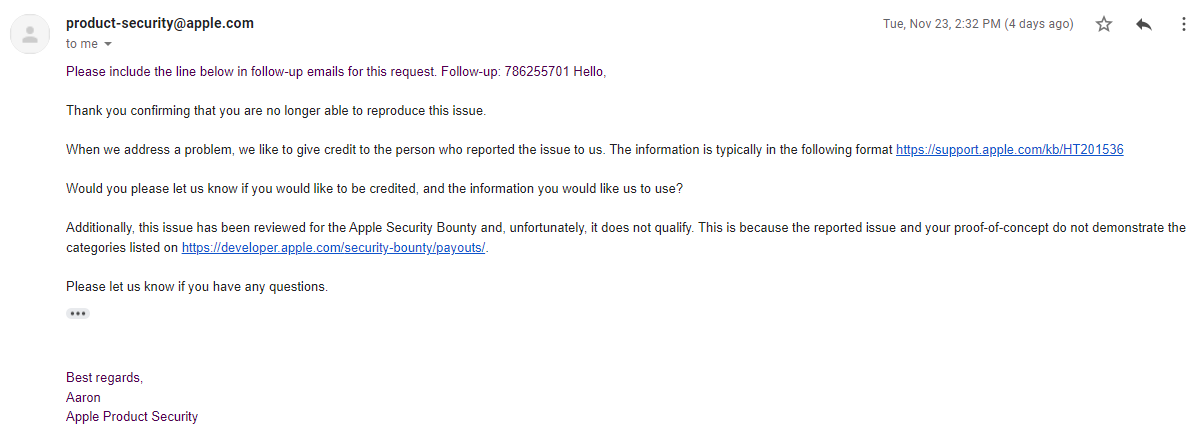 product-security@apple.com
Tue, Nov 23, 2:32 PM (4 days ago)
to me
Please include the line below in follow-up emails for this request. Follow-up: 786255701 Hello,
Thank you confirming that you are no longer able to reproduce this issue.
When we address a problem, we like to give credit to the person who reported the issue to us. The information is typically in the following format https://support.apple.com/kb/HT201536
Would you please let us know if you would like to be credited, and the information you would like us to use?
Additionally, this issue has been reviewed for the Apple Security Bounty and, unfortunately, it does not qualify. This is because the reported issue and your proof-of-concept do not demonstrate the
categories listed on https://developer.apple.com/security-bounty/payouts/.
Please let us know if you have any questions.
Best regards,
Aaron
Apple Product Security